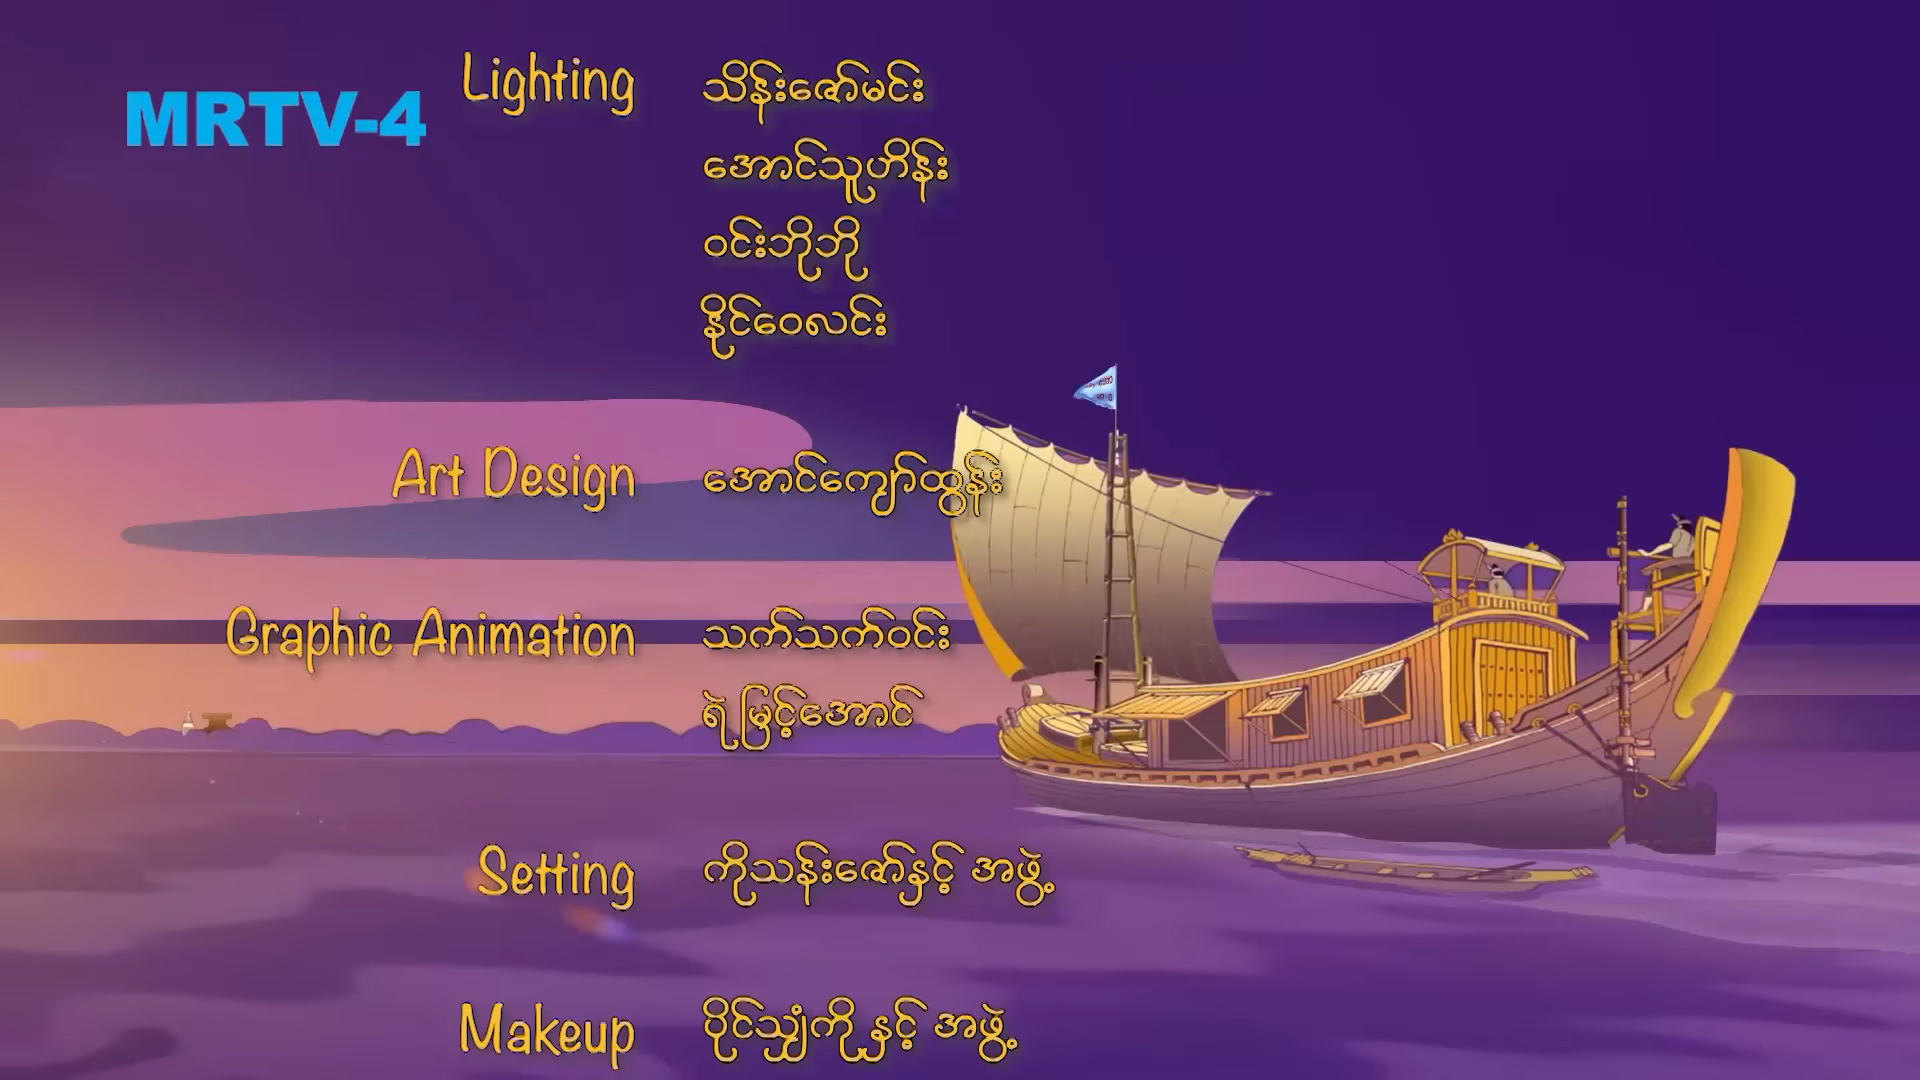 MRTV-4
Lighting သိန်းဇော်မင်း
အောင်သူဟိန်း
ဝင်းဘိုဘို
နိုင်ဝေလင်း
Art Design အောင်ကျော်ထွန်း
Graphic Animation သက်သက်ဝင်း
ရဲမြင့်အောင်
Setting ကိုသန်းဇော်နှင့် အဖွဲ့
Makeup ပိုင်သျှံကို နှင့် အဖွဲ့